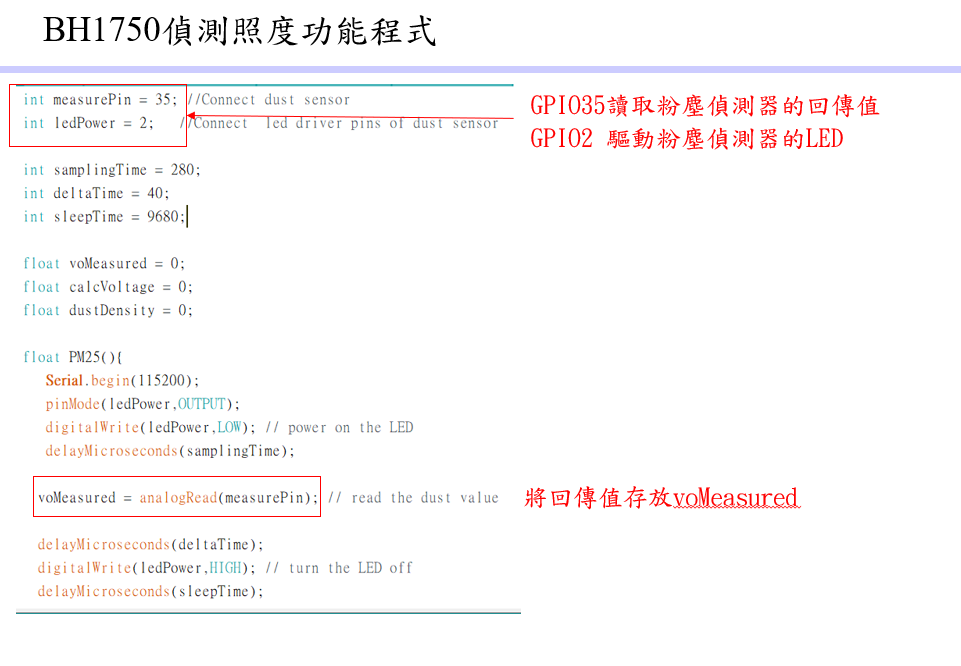 BH1750偵測照度功能程式
int measurePin = 35; //Connect dust sensor
int ledPower = 2; //Connect led driver pins of dust sensor
GPIO35讀取粉塵偵測器的回傳值
GPIO2 驅動粉塵偵測器的LED
int samplingTime = 280;
int deltaTime = 40;
int sleepTime = 9680;
float voMeasured = 0;
float calcVoltage = 0;
float dustDensity = 0;
float PM25(){
Serial.begin(115200);
pinMode(ledPower,OUTPUT);
digitalWrite(ledPower,LOW); // power on the LED
delayMicroseconds(samplingTime);
voMeasured = analogRead(measurePin); // read the dust value
將回傳值存放voMeasured
delayMicroseconds(deltaTime);
digitalWrite(ledPower,HIGH); // turn the LED off
delayMicroseconds(sleepTime);